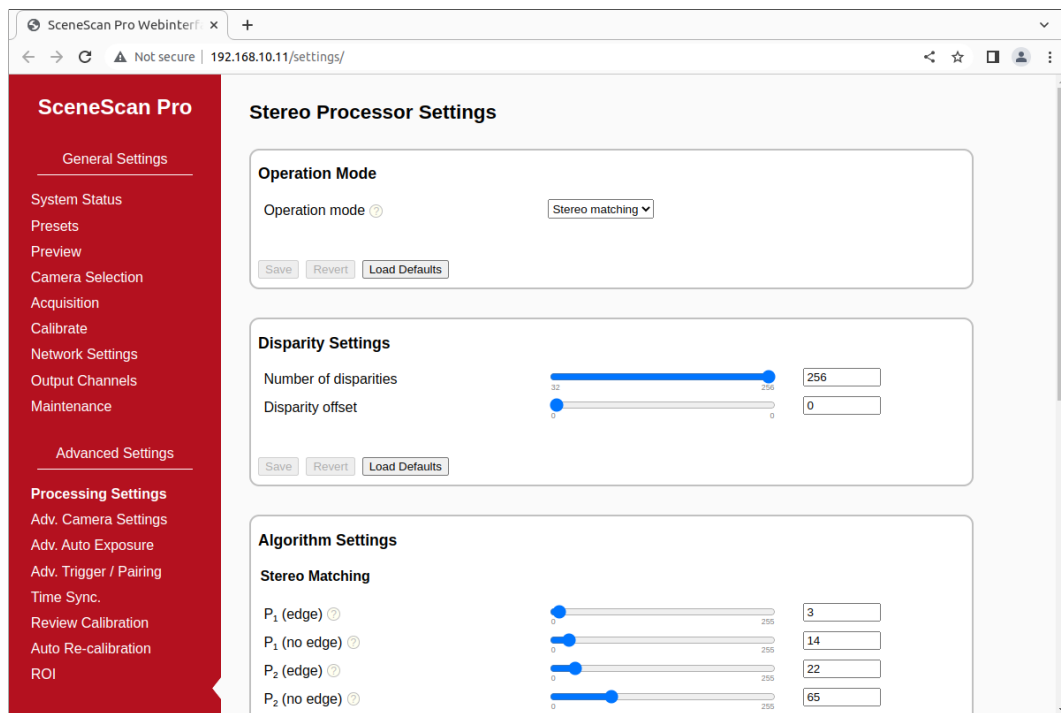 SceneScan Pro Webinterf
Not secure 192.168.10.11/settings/
SceneScan Pro
General Settings
System Status
Presets
Preview
Camera Selection
Acquisition
Calibrate
Network Settings
Output Channels
Maintenance
Advanced Settings
Processing Settings
Adv. Camera Settings
Adv. Auto Exposure
Adv. Trigger / Pairing
Time Sync.
Review Calibration
Auto Re-calibration
ROI
Stereo Processor Settings
Operation Mode
Operation mode ? Stereo matching
Save Revert Load Defaults
Disparity Settings
Number of disparities 256
32 256
Disparity offset 0
0 0
Save Revert Load Defaults
Algorithm Settings
Stereo Matching
P₁ (edge) ? 3
0 255
P₁ (no edge) ? 14
0 255
P₂ (edge) ? 22
0 255
P₂ (no edge) ? 65
0 255